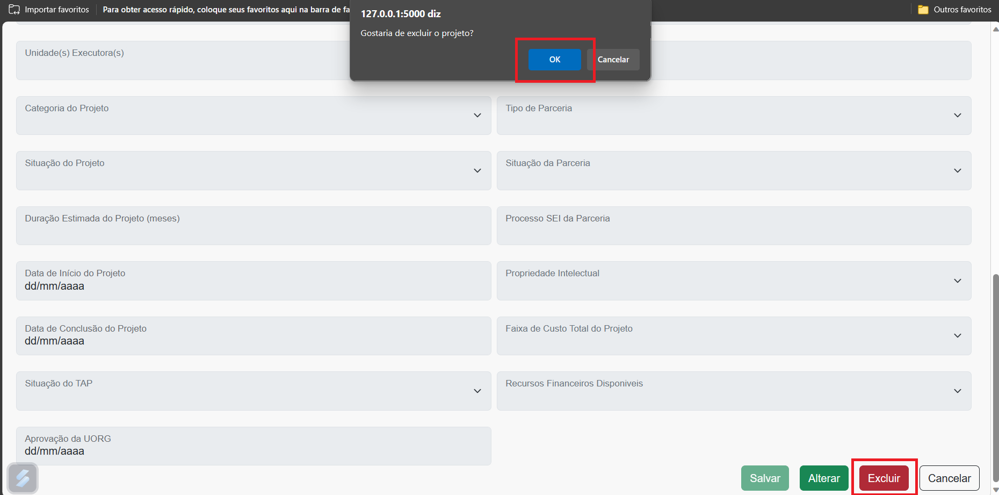 Importar favoritos
Para obter acesso rápido, coloque seus favoritos aqui na barra de fa
Outros favoritos
127.0.0.1:5000 diz
Gostaria de excluir o projeto?
OK
Cancelar
Unidade(s) Executora(s)
Categoria do Projeto
Tipo de Parceria
Situação do Projeto
Situação da Parceria
Duração Estimada do Projeto (meses)
Processo SEI da Parceria
Data de Início do Projeto
dd/mm/aaaa
Propriedade Intelectual
Data de Conclusão do Projeto
dd/mm/aaaa
Faixa de Custo Total do Projeto
Situação do TAP
Recursos Financeiros Disponiveis
Aprovação da UORG
dd/mm/aaaa
Salvar
Alterar
Excluir
Cancelar